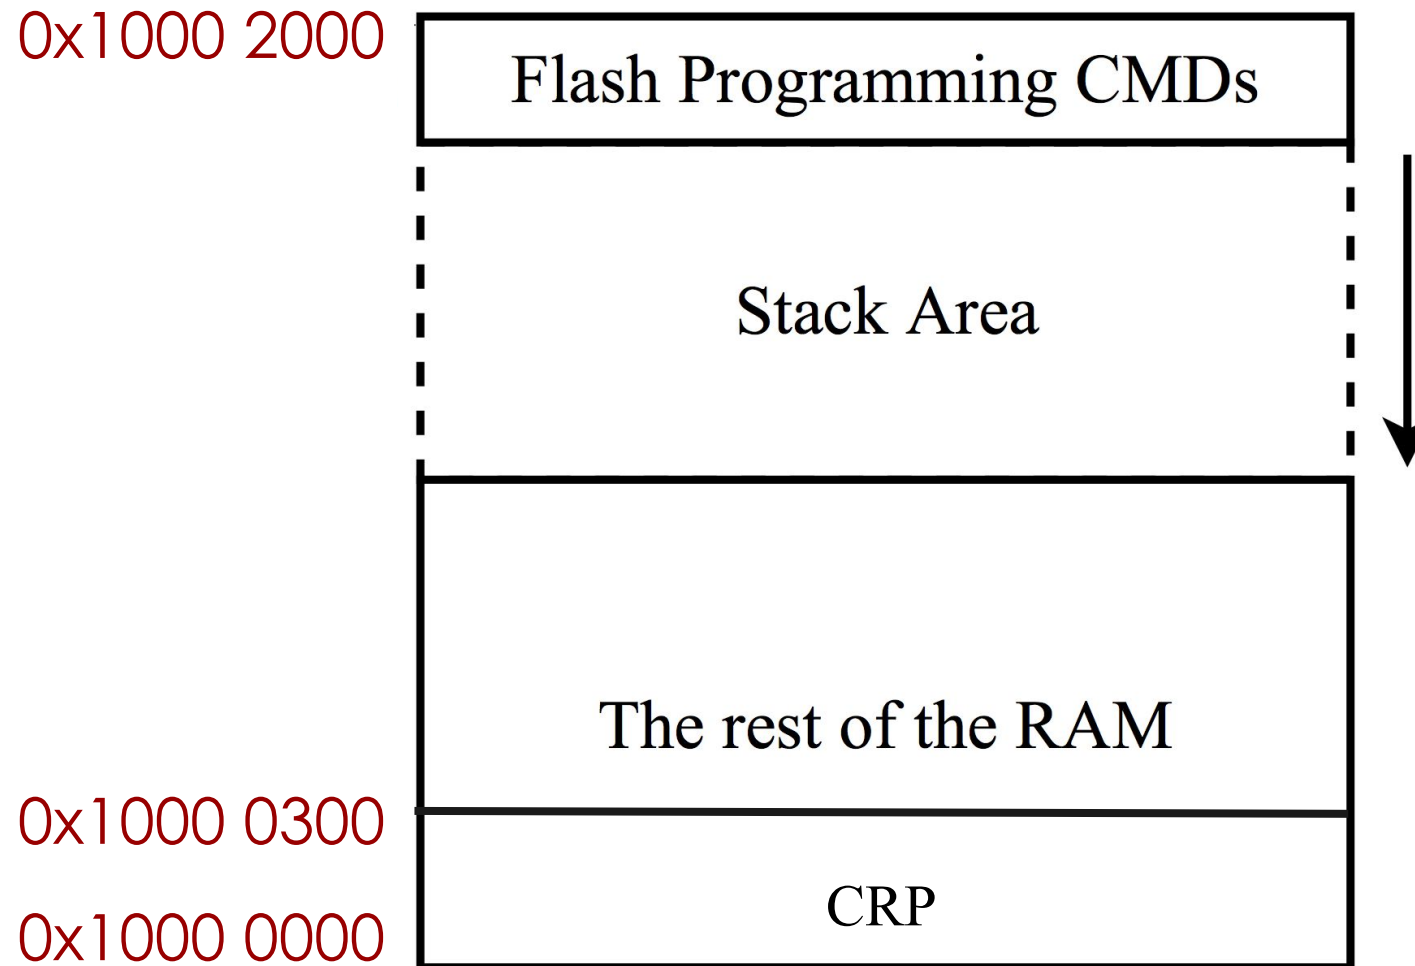 0x1000 2000
Flash Programming CMDs
Stack Area
The rest of the RAM
0x1000 0300
CRP
0x1000 0000